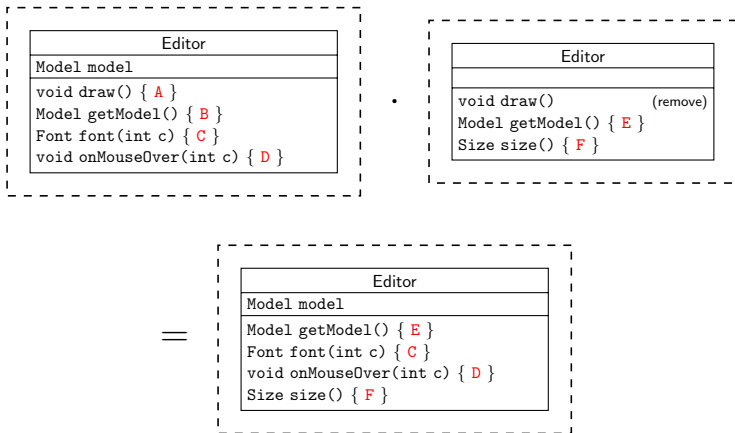 Editor
Model model
void draw() { A }
Model getModel() { B }
Font font(int c) { C }
void onMouseOver(int c) { D }
·
Editor
void draw() (remove)
Model getModel() { E }
Size size() { F }
=
Editor
Model model
Model getModel() { E }
Font font(int c) { C }
void onMouseOver(int c) { D }
Size size() { F }